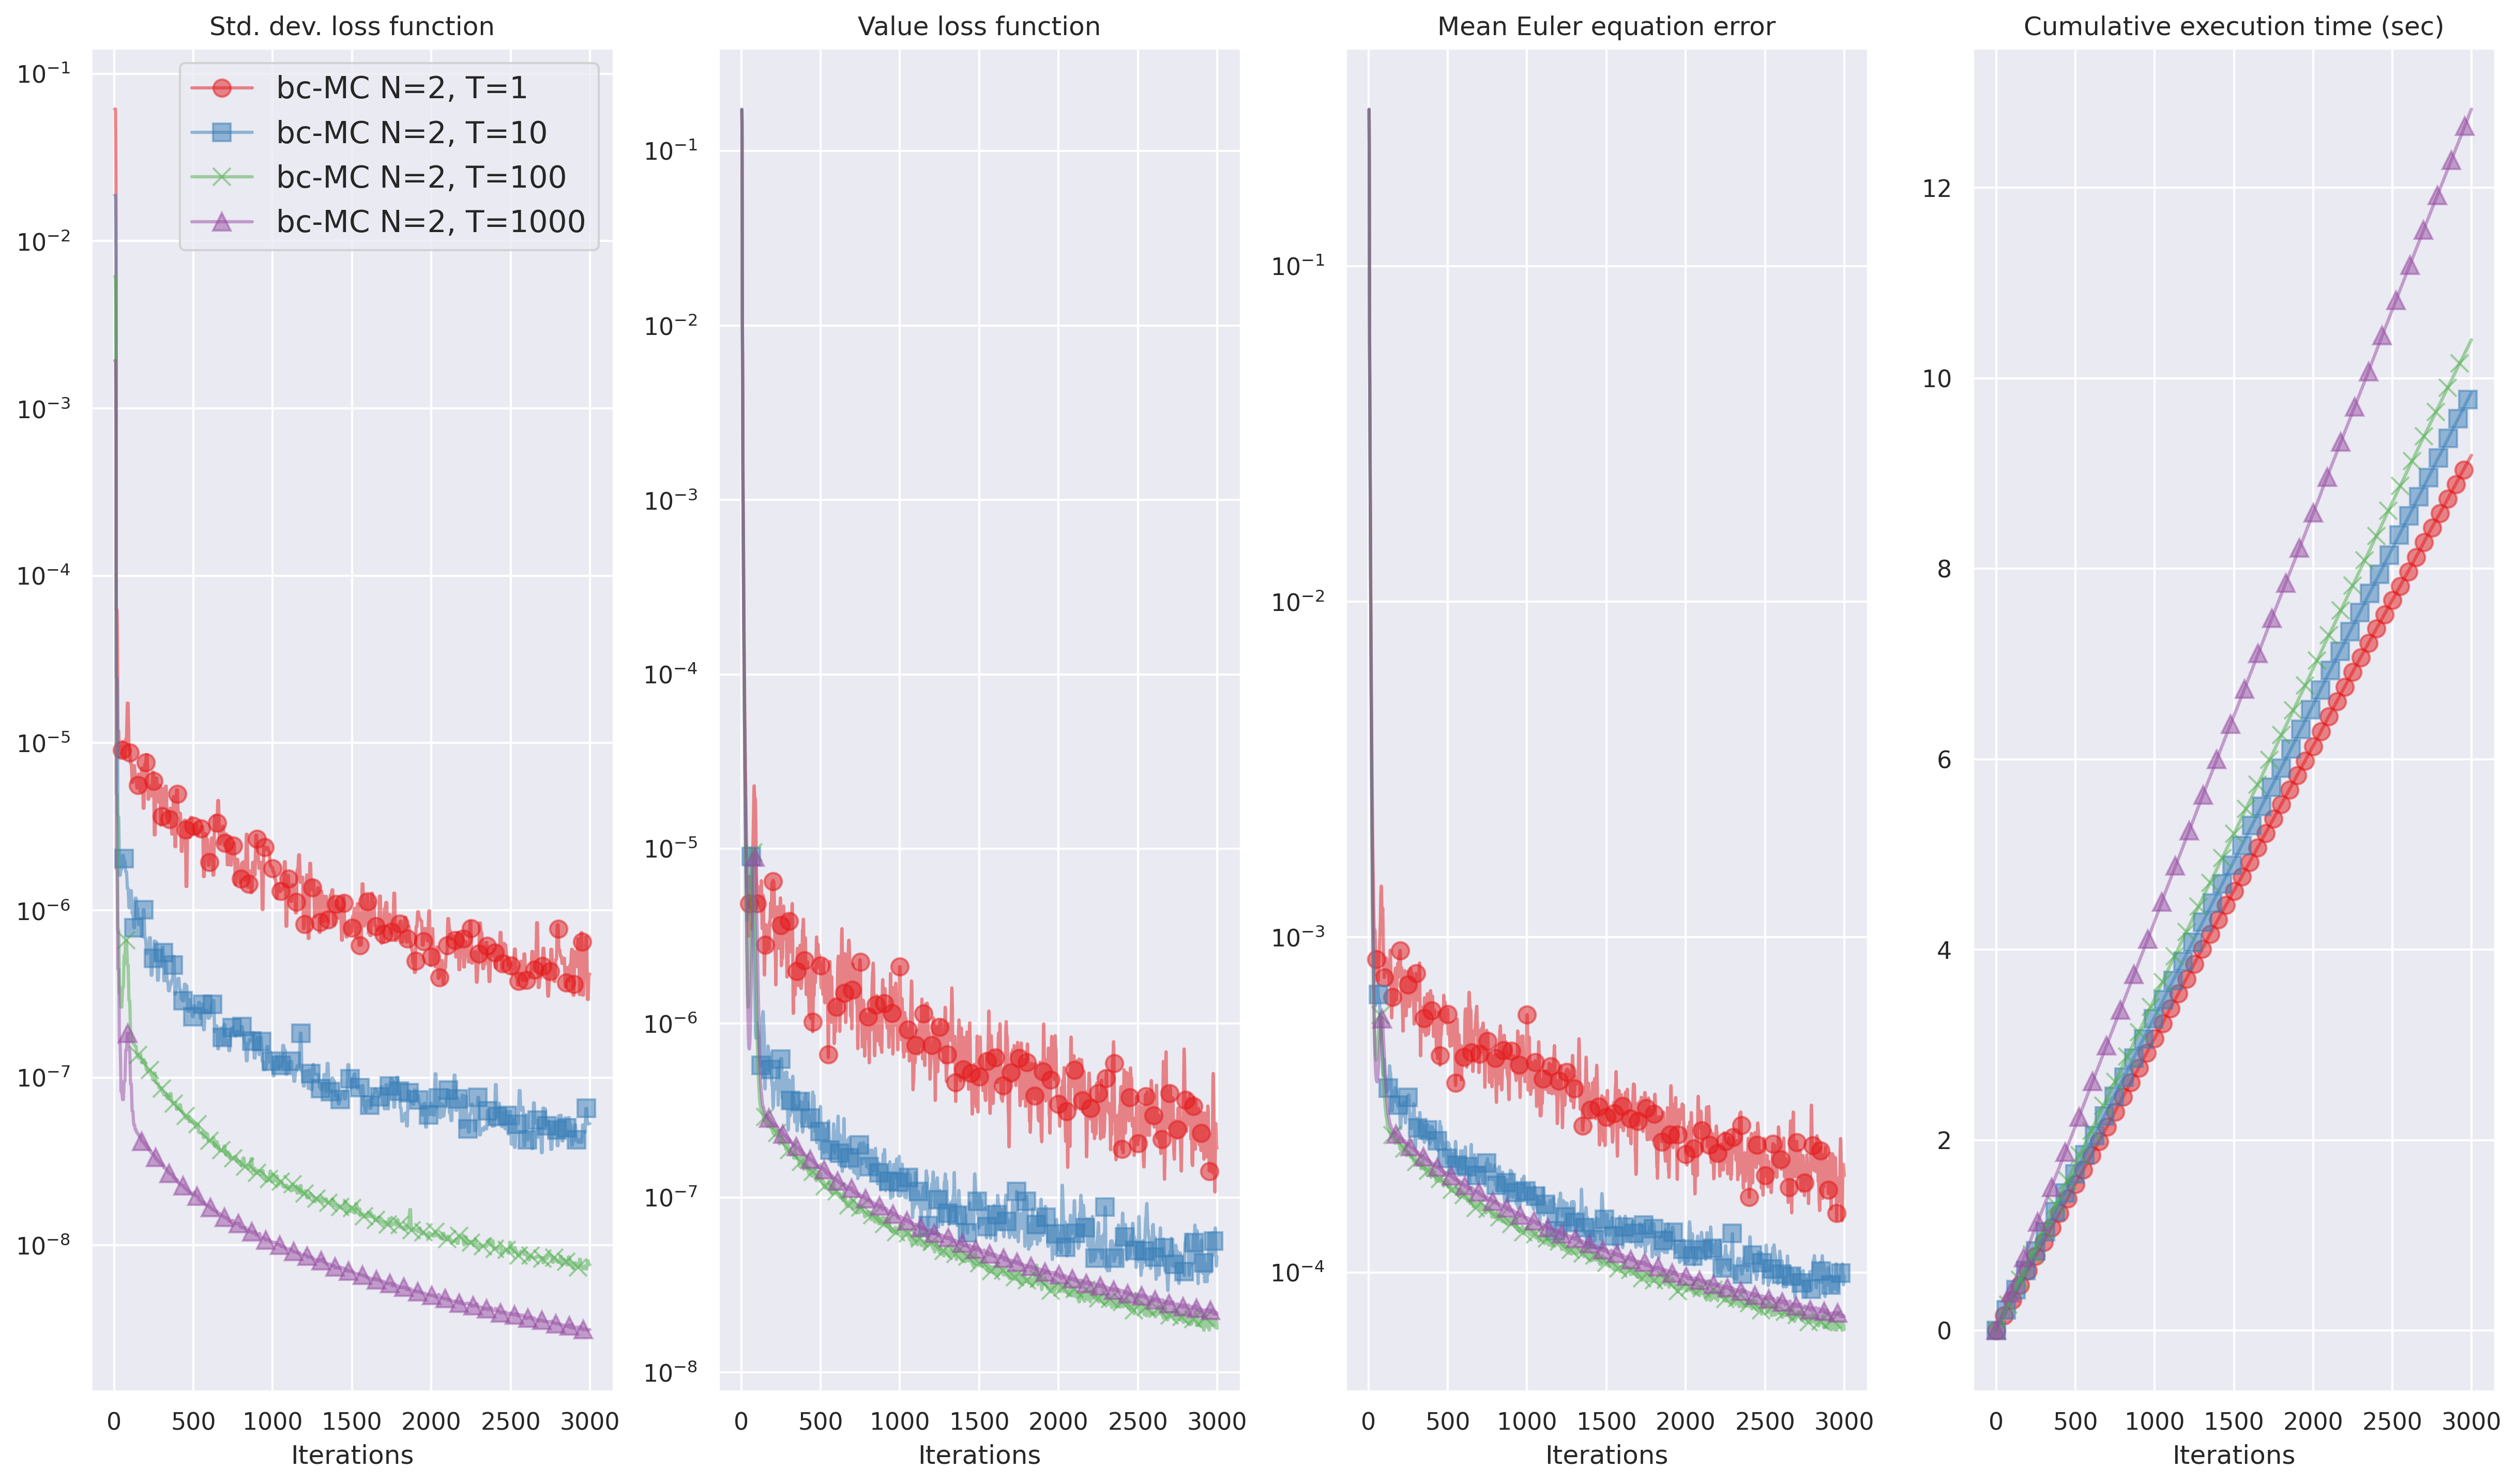 Std. dev. loss function
10⁻¹
10⁻²
10⁻³
10⁻⁴
10⁻⁵
10⁻⁶
10⁻⁷
10⁻⁸
bc-MC N=2, T=1
bc-MC N=2, T=10
bc-MC N=2, T=100
bc-MC N=2, T=1000
0 500 1000 1500 2000 2500 3000
Iterations
Value loss function
10⁻¹
10⁻²
10⁻³
10⁻⁴
10⁻⁵
10⁻⁶
10⁻⁷
10⁻⁸
0 500 1000 1500 2000 2500 3000
Iterations
Mean Euler equation error
10⁻¹
10⁻²
10⁻³
10⁻⁴
0 500 1000 1500 2000 2500 3000
Iterations
Cumulative execution time (sec)
12
10
8
6
4
2
0
0 500 1000 1500 2000 2500 3000
Iterations